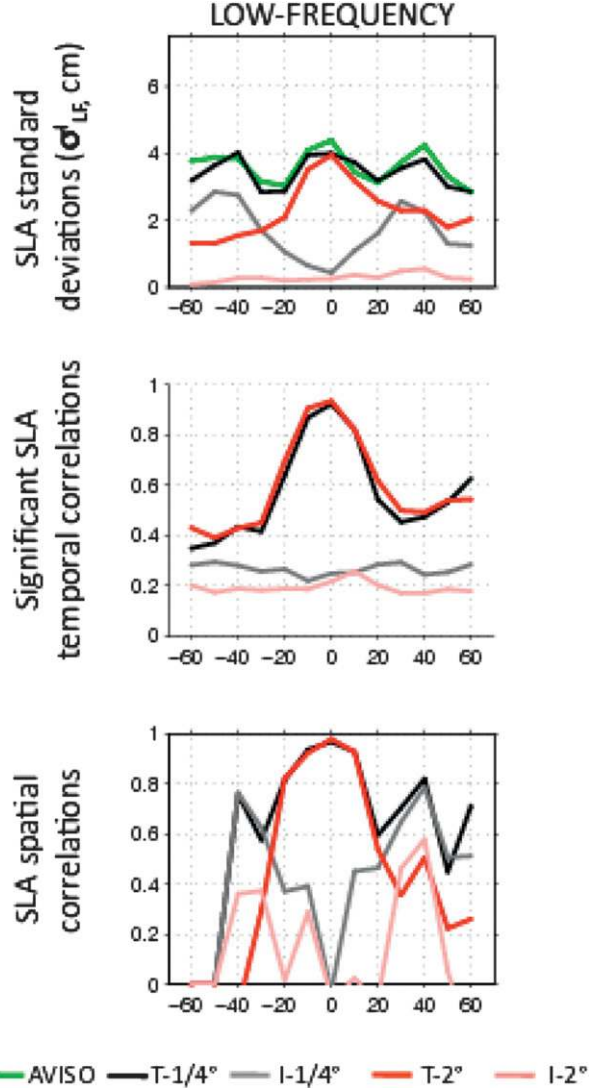 LOW-FREQUENCY
SLA standard
deviations (σ'LF, cm)
6
4
2
0
−60 −40 −20 0 20 40 60
Significant SLA
temporal correlations
1
0.8
0.6
0.4
0.2
0
−60 −40 −20 0 20 40 60
SLA spatial
correlations
1
0.8
0.6
0.4
0.2
0
−60 −40 −20 0 20 40 60
AVISO T-1/4° I-1/4° T-2° I-2°